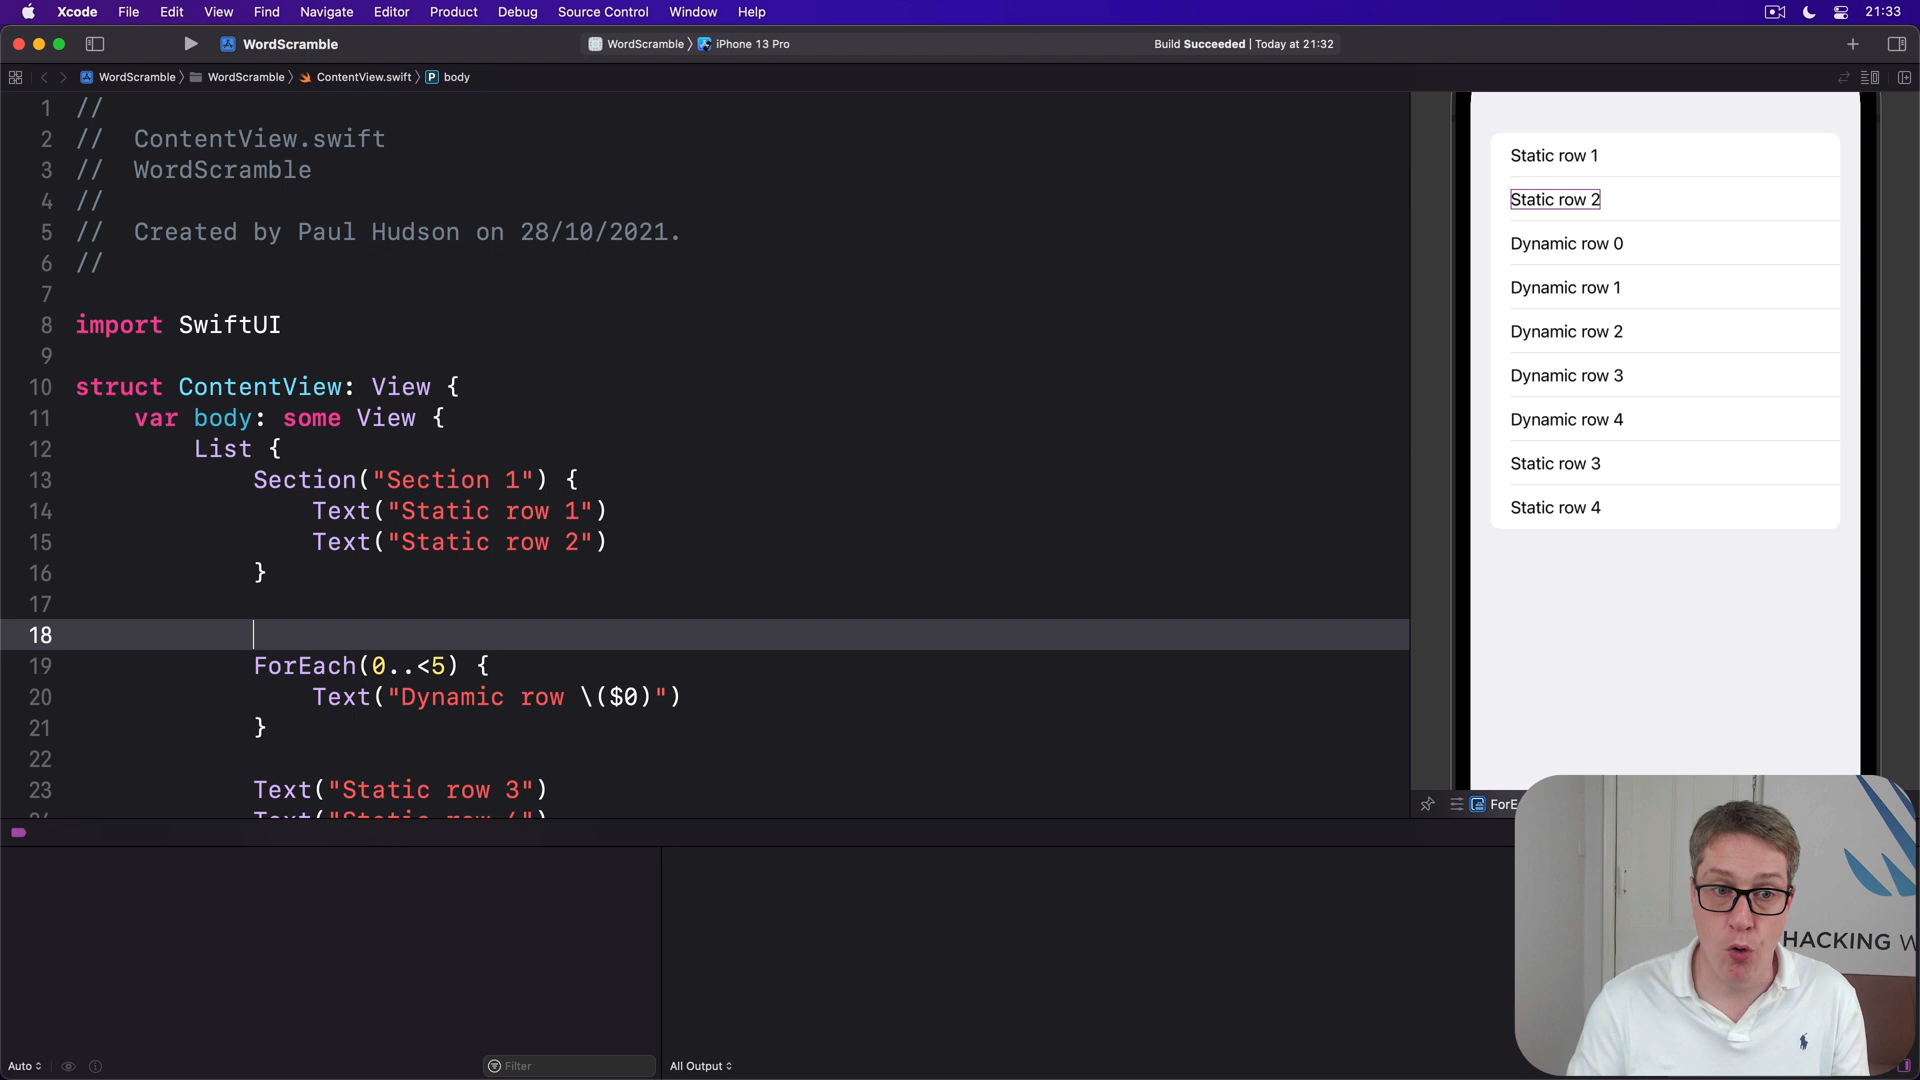 Xcode File Edit View Find Navigate Editor Product Debug Source Control Window Help 21:33
WordScramble WordScramble iPhone 13 Pro Build Succeeded | Today at 21:32
WordScramble WordScramble ContentView.swift P body
1 //
2 //  ContentView.swift
3 //  WordScramble
4 //
5 //  Created by Paul Hudson on 28/10/2021.
6 //
7
8 import SwiftUI
9
10 struct ContentView: View {
11     var body: some View {
12         List {
13             Section("Section 1") {
14                 Text("Static row 1")
15                 Text("Static row 2")
16             }
17
18
19             ForEach(0..<5) {
20                 Text("Dynamic row \($0)")
21             }
22
23             Text("Static row 3")
Static row 1
Static row 2
Dynamic row 0
Dynamic row 1
Dynamic row 2
Dynamic row 3
Dynamic row 4
Static row 3
Static row 4
HACKING W
Auto Filter All Output